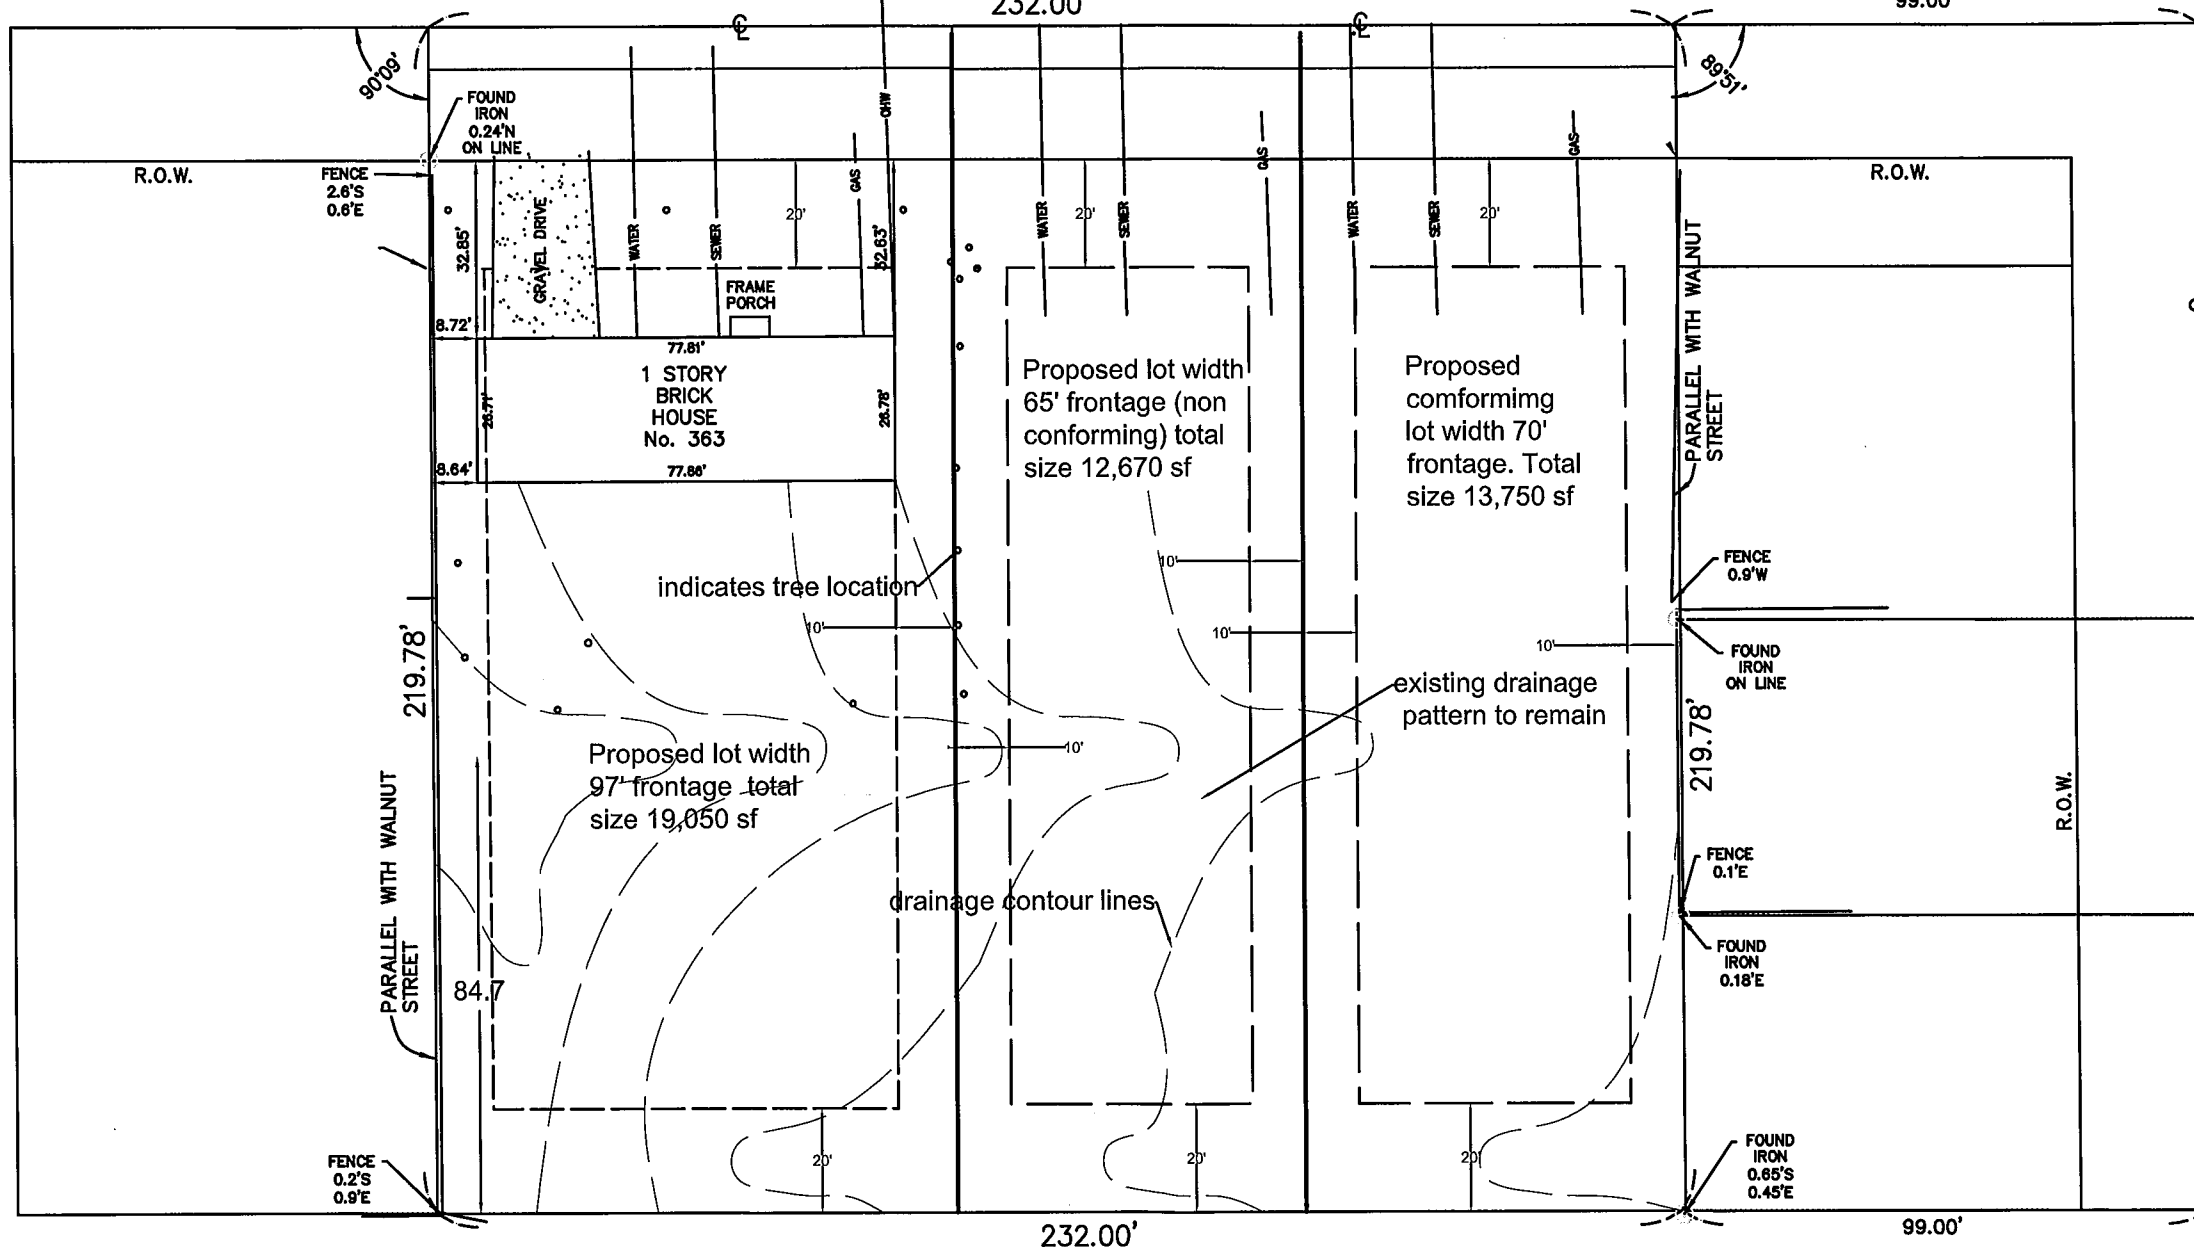 232.00'
99.00'
℄
℄
90°09'
89°51'
FOUND
IRON
0.24'N
ON LINE
OHW
GAS
GAS
R.O.W.
R.O.W.
FENCE
2.6'S
0.6'E
32.85'
GRAVEL DRIVE
WATER
SEWER
20'
GAS
32.63'
20'
WATER
SEWER
WATER
SEWER
20'
PARALLEL WITH WALNUT
STREET
FRAME
PORCH
8.72'
77.81'
1 STORY
BRICK
HOUSE
No. 363
26.71'
26.78'
8.64'
77.86'
Proposed lot width
65' frontage (non
conforming) total
size 12,670 sf
Proposed
comformimg
lot width 70'
frontage. Total
size 13,750 sf
indicates tree location
10'
10'
10'
10'
10'
FENCE
0.9'W
FOUND
IRON
ON LINE
219.78'
219.78'
existing drainage
pattern to remain
Proposed lot width
97' frontage total
size 19,050 sf
PARALLEL WITH WALNUT
STREET
R.O.W.
drainage contour lines
FENCE
0.1'E
FOUND
IRON
0.18'E
84.7
FENCE
0.2'S
0.9'E
20'
20'
20'
FOUND
IRON
0.65'S
0.45'E
232.00'
99.00'